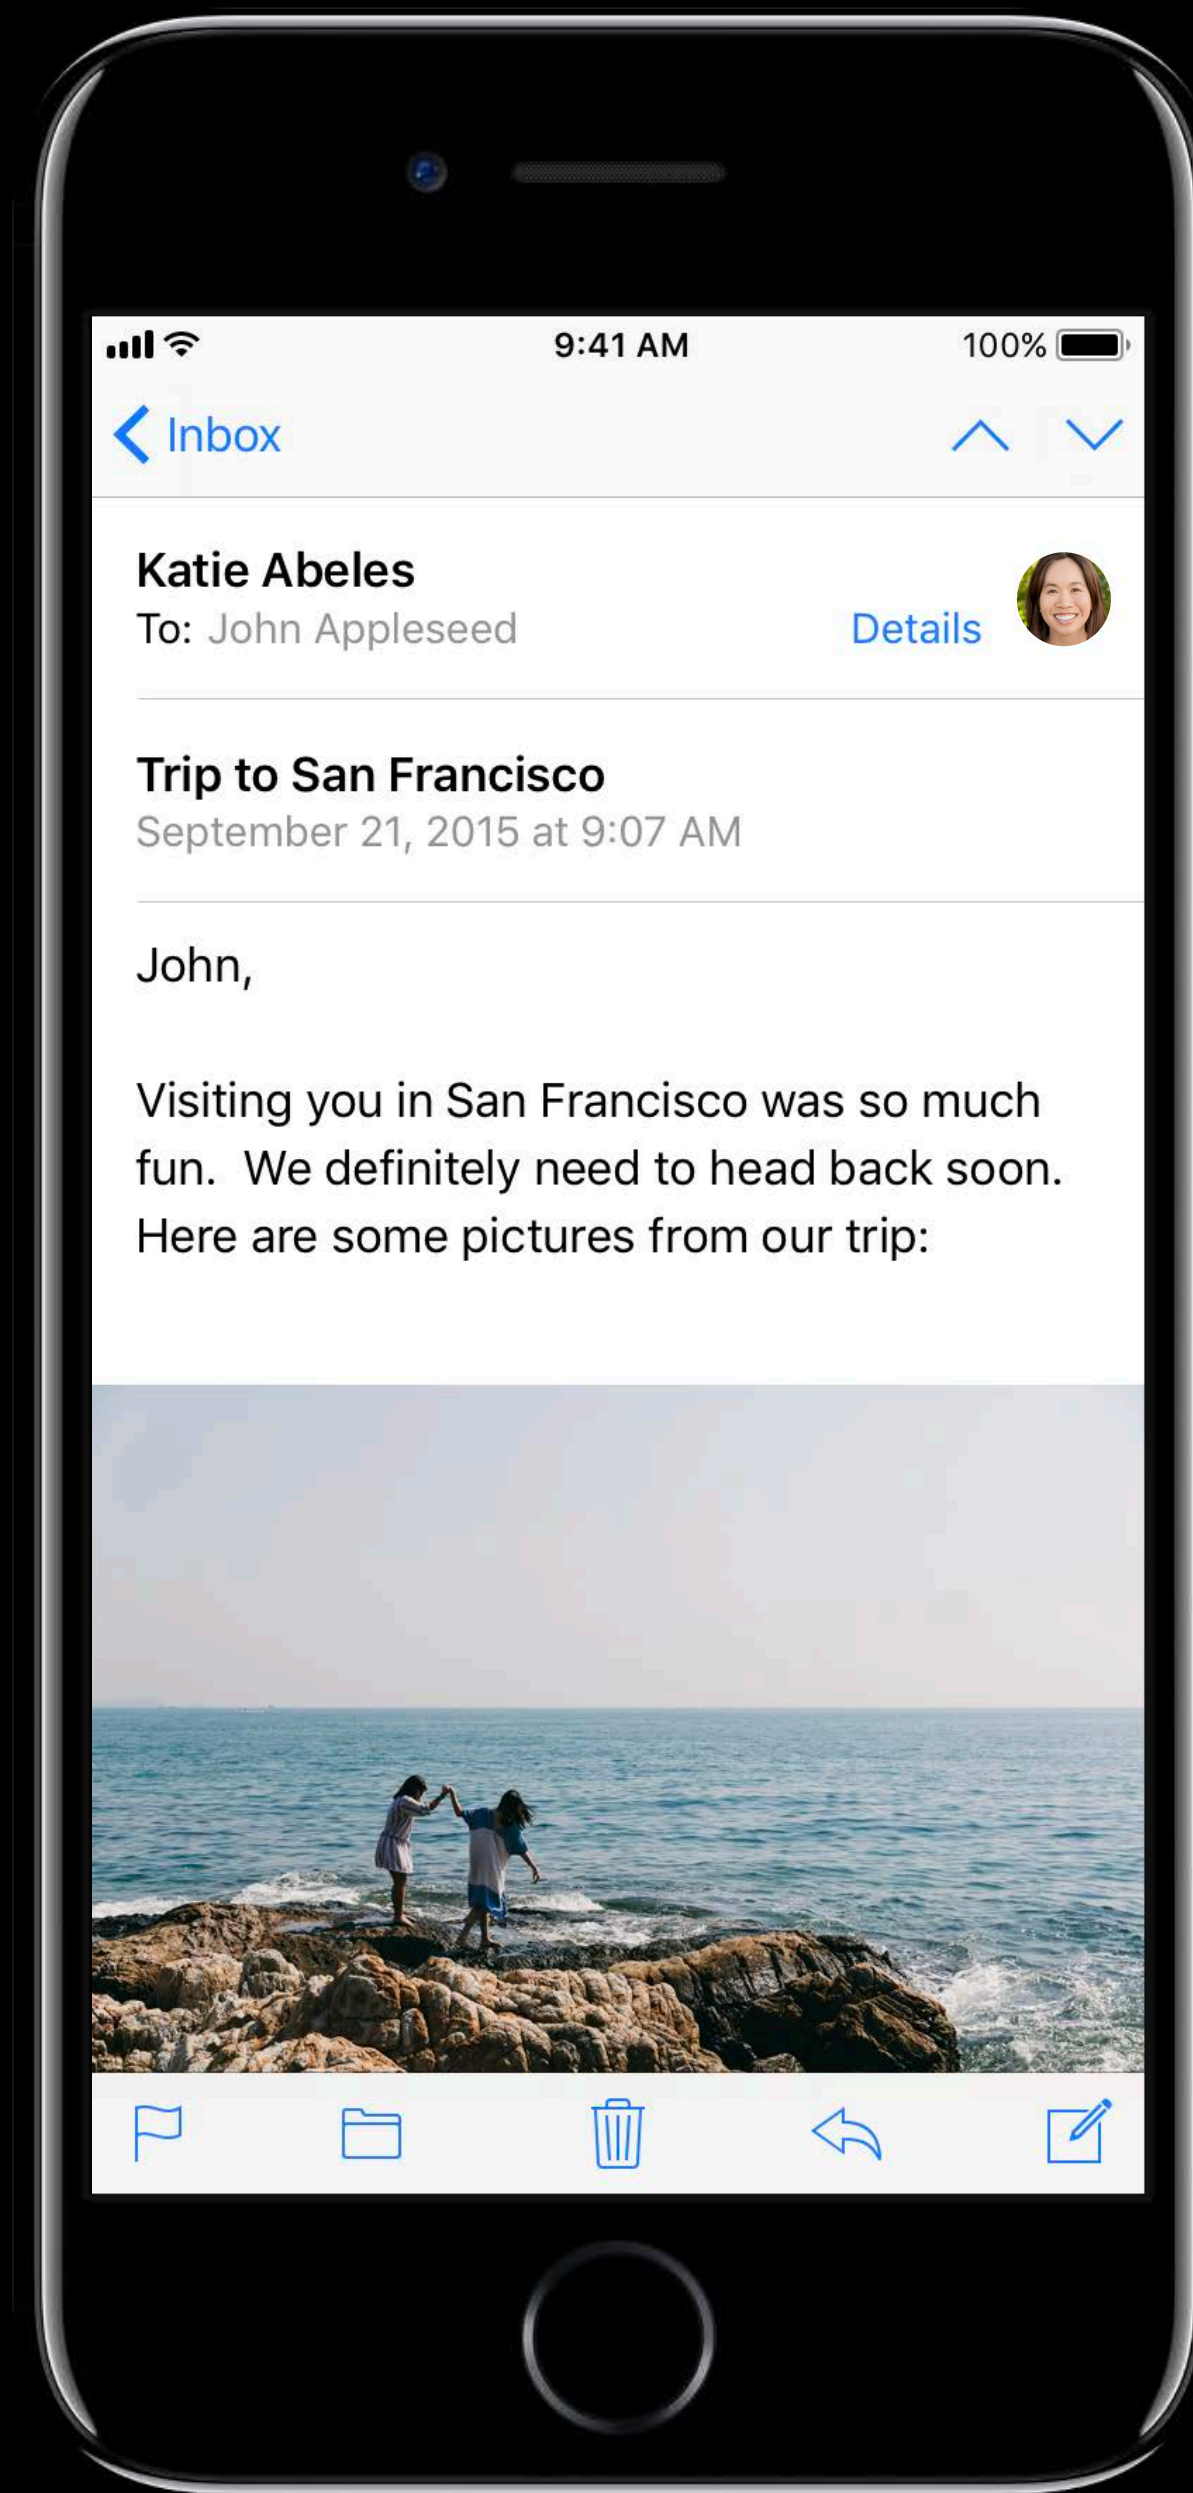 9:41 AM
100%
Inbox
Katie Abeles
To: John Appleseed
Details
Trip to San Francisco
September 21, 2015 at 9:07 AM
John,
Visiting you in San Francisco was so much
fun.  We definitely need to head back soon.
Here are some pictures from our trip: